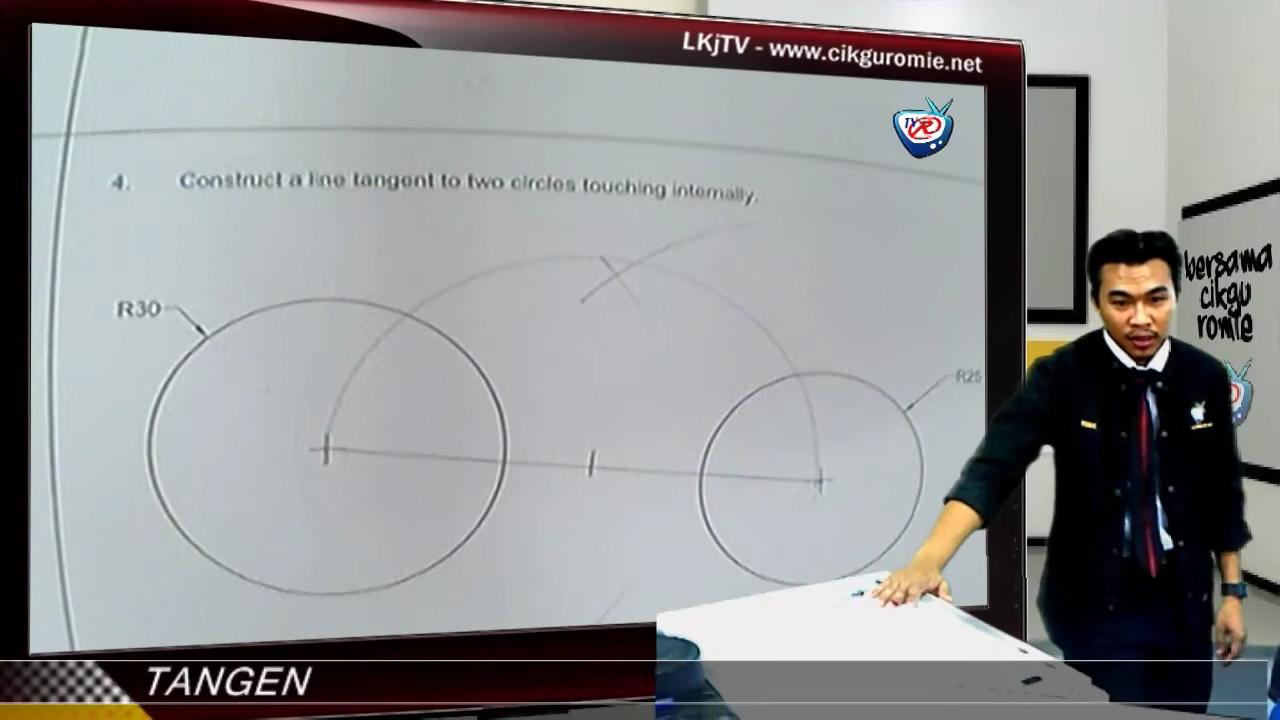 LKjTV - www.cikguromie.net
4. Construct a line tangent to two circles touching internally.
R30
R25
bersama
cikgu
romie
TANGEN